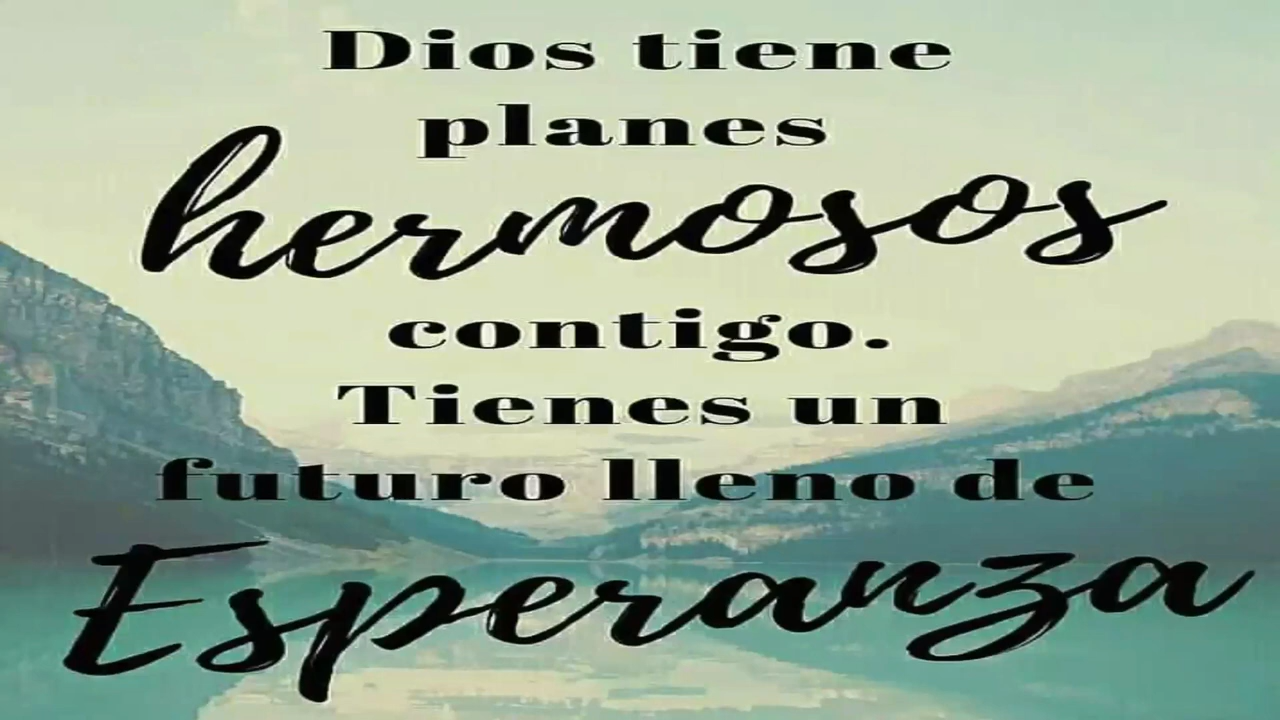 Dios tiene
planes
hermosos
contigo.
Tienes un
futuro lleno de
Esperanza